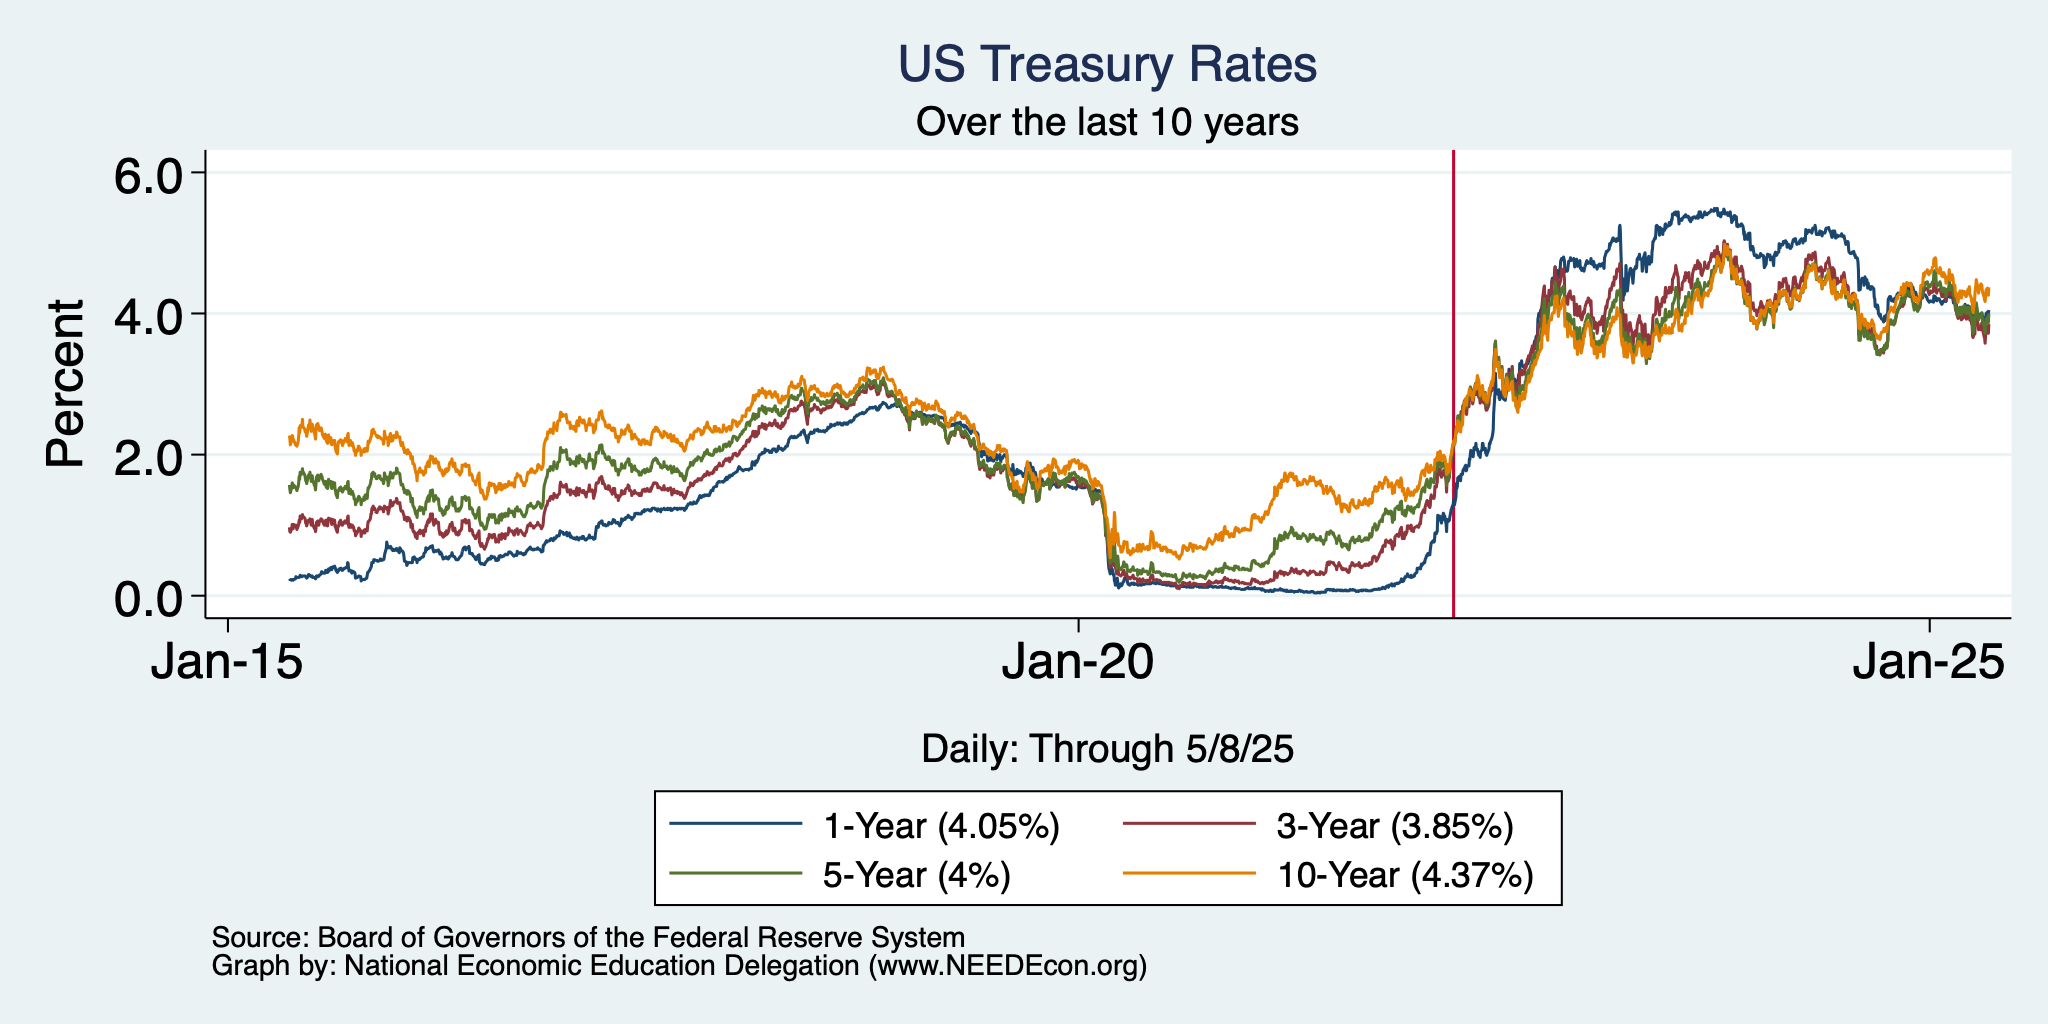 US Treasury Rates
Over the last 10 years
Percent
6.0
4.0
2.0
0.0
Jan-15 Jan-20 Jan-25
Daily: Through 5/8/25
1-Year (4.05%) 3-Year (3.85%)
5-Year (4%) 10-Year (4.37%)
Source: Board of Governors of the Federal Reserve System
Graph by: National Economic Education Delegation (www.NEEDEcon.org)